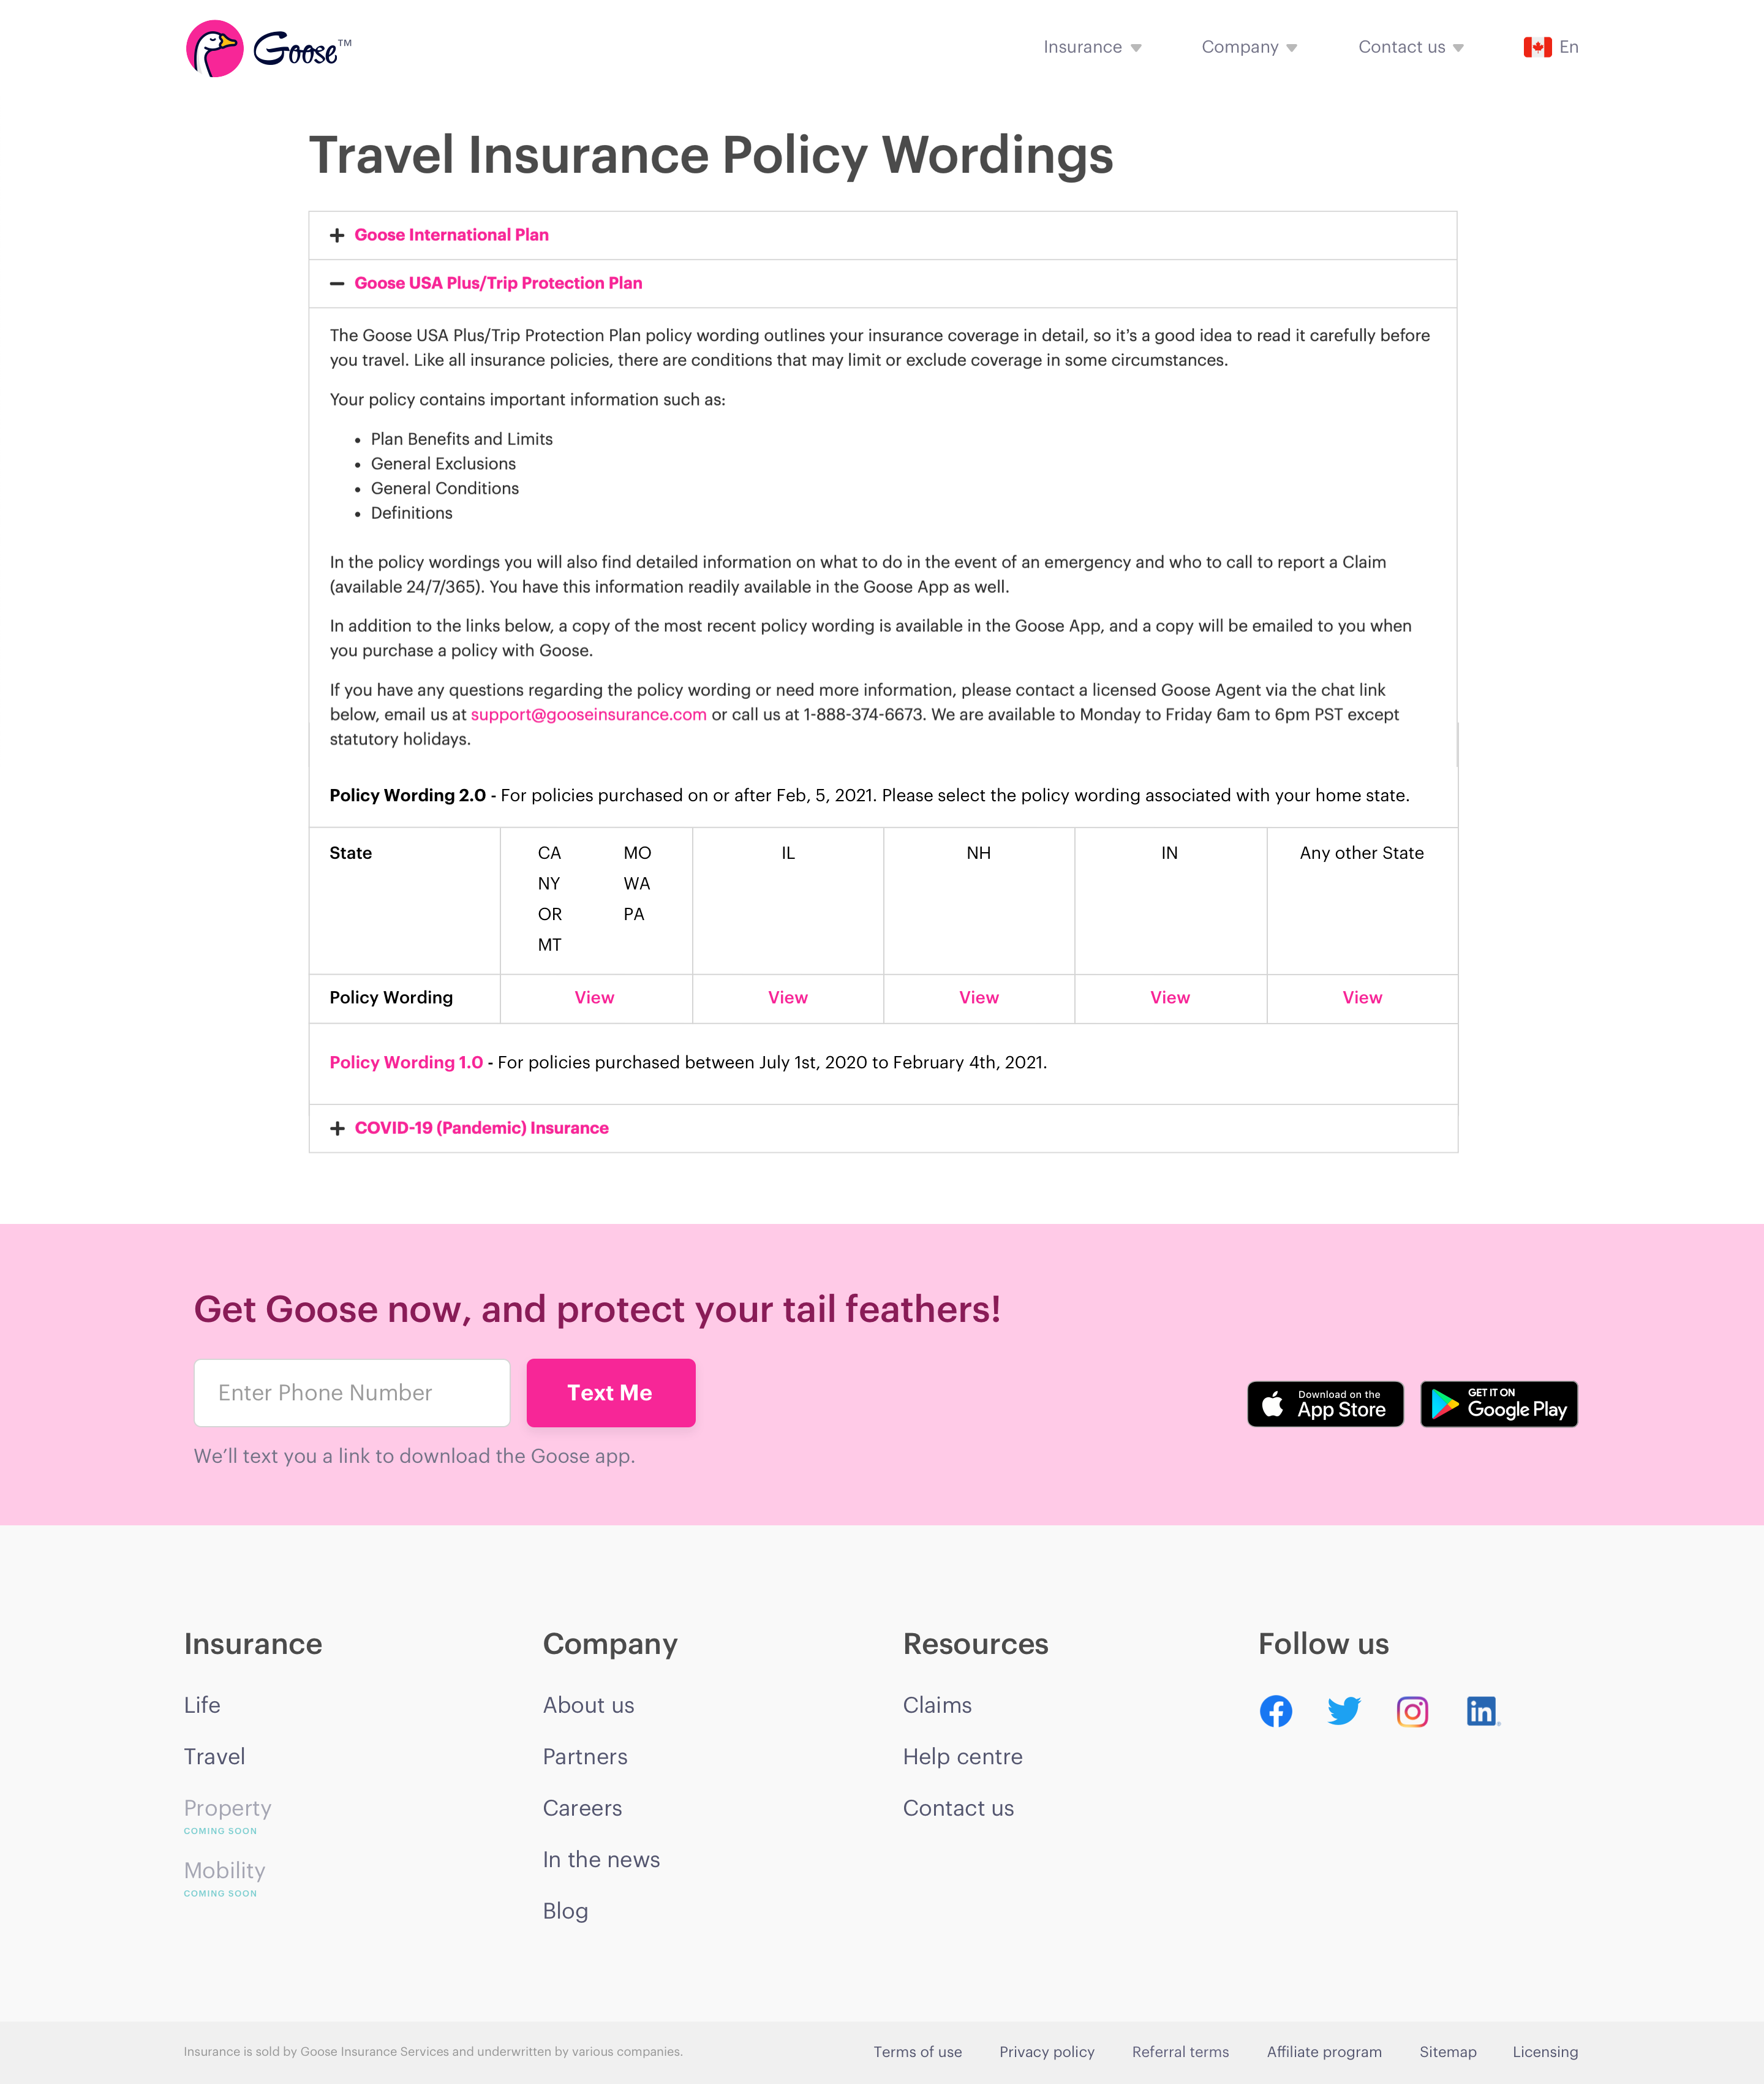 Goose™
Insurance
Company
Contact us
En
Travel Insurance Policy Wordings
Goose International Plan
Goose USA Plus/Trip Protection Plan
The Goose USA Plus/Trip Protection Plan policy wording outlines your insurance coverage in detail, so it's a good idea to read it carefully before
you travel. Like all insurance policies, there are conditions that may limit or exclude coverage in some circumstances.
Your policy contains important information such as:
• Plan Benefits and Limits
• General Exclusions
• General Conditions
• Definitions
In the policy wordings you will also find detailed information on what to do in the event of an emergency and who to call to report a Claim
(available 24/7/365). You have this information readily available in the Goose App as well.
In addition to the links below, a copy of the most recent policy wording is available in the Goose App, and a copy will be emailed to you when
you purchase a policy with Goose.
If you have any questions regarding the policy wording or need more information, please contact a licensed Goose Agent via the chat link
below, email us at support@gooseinsurance.com or call us at 1-888-374-6673. We are available to Monday to Friday 6am to 6pm PST except
statutory holidays.
Policy Wording 2.0 - For policies purchased on or after Feb, 5, 2021. Please select the policy wording associated with your home state.
State CA MO IL NH IN Any other State
NY WA
OR PA
MT
Policy Wording View View View View View
Policy Wording 1.0 - For policies purchased between July 1st, 2020 to February 4th, 2021.
COVID-19 (Pandemic) Insurance
Get Goose now, and protect your tail feathers!
Enter Phone Number
Text Me
We'll text you a link to download the Goose app.
Download on the
App Store
GET IT ON
Google Play
Insurance
Life
Travel
Property
COMING SOON
Mobility
COMING SOON
Company
About us
Partners
Careers
In the news
Blog
Resources
Claims
Help centre
Contact us
Follow us
in
Insurance is sold by Goose Insurance Services and underwritten by various companies.
Terms of use
Privacy policy
Referral terms
Affiliate program
Sitemap
Licensing